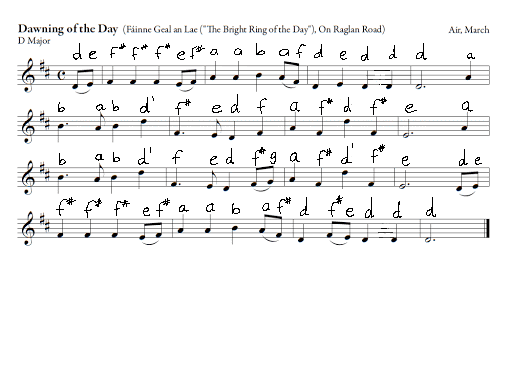 Dawning of the Day (Fáinne Geal an Lae ("The Bright Ring of the Day"), On Raglan Road) Air, March
D Major
d e f# f# f# e f# a a b a f d e d d d a
b a b d' f# e d f a f# d f# e a
b a b d' f e d f# g a f# d' f# e d e
f# f# f# e f# a a b a f# d f# e d d d